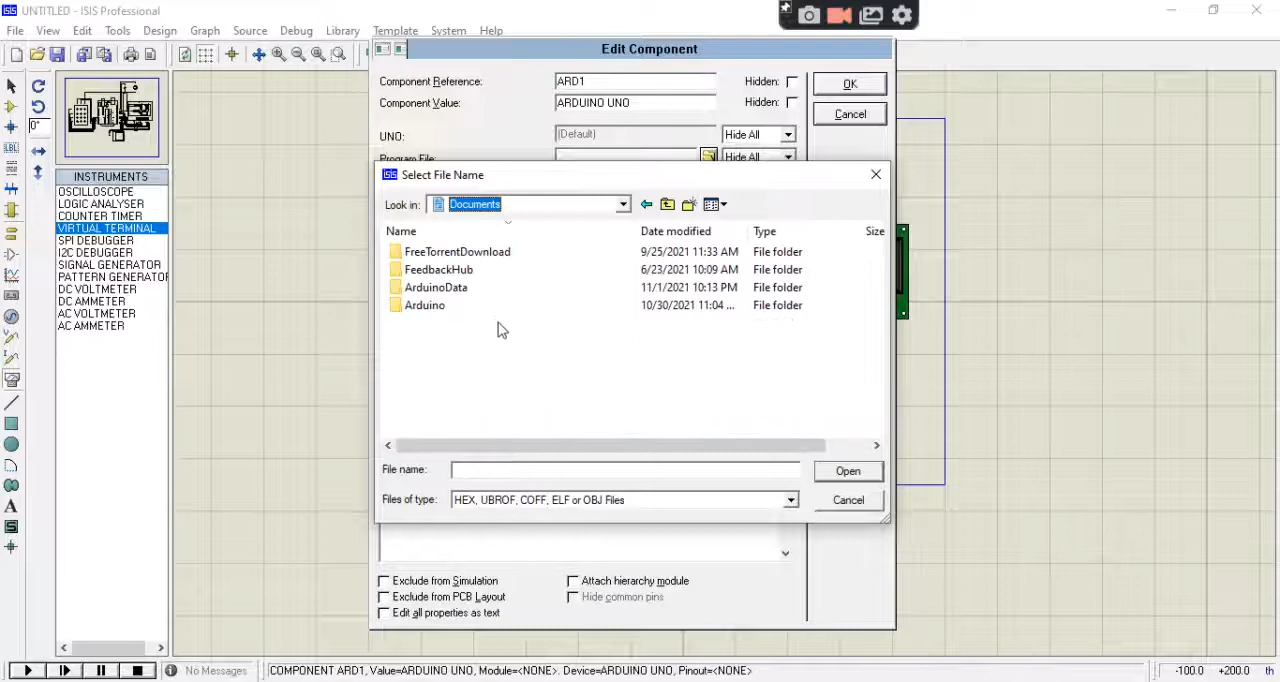 UNTITLED - ISIS Professional
File View Edit Tools Design Graph Source Debug Library Template System Help
Edit Component
Component Reference: ARD1 Hidden: OK
Component Value: ARDUINO UNO Hidden:
Cancel
UNO: (Default) Hide All
Program File: Hide All
0°
LBL
INSTRUMENTS
OSCILLOSCOPE
LOGIC ANALYSER
COUNTER TIMER
VIRTUAL TERMINAL
SPI DEBUGGER
I2C DEBUGGER
SIGNAL GENERATOR
PATTERN GENERATOR
DC VOLTMETER
DC AMMETER
AC VOLTMETER
AC AMMETER
ISIS Select File Name
Look in: Documents
Name Date modified Type Size
FreeTorrentDownload 9/25/2021 11:33 AM File folder
FeedbackHub 6/23/2021 10:09 AM File folder
ArduinoData 11/1/2021 10:13 PM File folder
Arduino 10/30/2021 11:04 ... File folder
File name: Open
Files of type: HEX, UBROF, COFF, ELF or OBJ Files Cancel
Exclude from Simulation Attach hierarchy module
Exclude from PCB Layout Hide common pins
Edit all properties as text
No Messages COMPONENT ARD1, Value=ARDUINO UNO, Module=<NONE>. Device=ARDUINO UNO, Pinout=<NONE> -100.0 +200.0 th